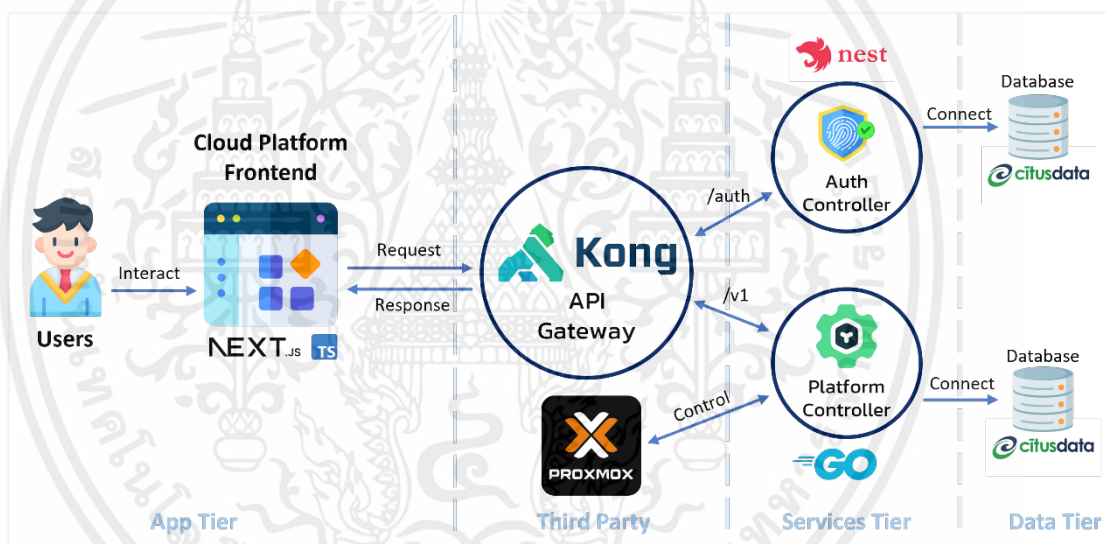 nest
Database
Connect
citusdata
Auth
Controller
/auth
Cloud Platform
Frontend
Users
Interact
NEXT.JS
TS
Request
Response
Kong
API
Gateway
/v1
Control
PROXMOX
Platform
Controller
GO
Database
Connect
citusdata
App Tier
Third Party
Services Tier
Data Tier